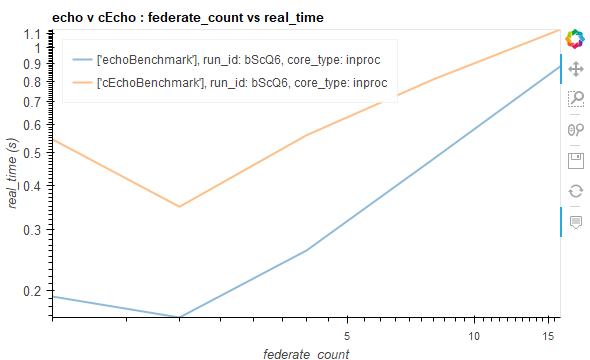 echo v cEcho : federate_count vs real_time
['echoBenchmark'], run_id: bScQ6, core_type: inproc
['cEchoBenchmark'], run_id: bScQ6, core_type: inproc
real_time (s)
1.1
1
0.9
0.8
0.7
0.6
0.5
0.4
0.3
0.2
5
10
15
federate_count